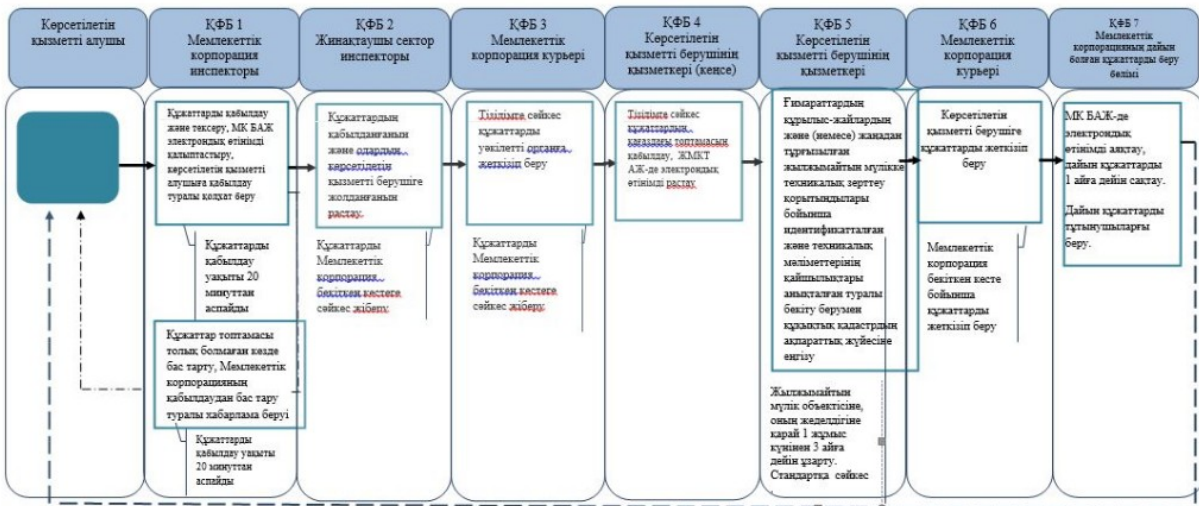 Көрсетілетін
қызметті алушы
ҚФБ 1
Мемлекеттік
корпорация
инспекторы
ҚФБ 2
Жинақтаушы сектор
инспекторы
ҚФБ 3
Мемлекеттік
корпорация курьері
ҚФБ 4
Көрсетілетін
қызметті берушінің
қызметкері (кеңсе)
ҚФБ 5
Көрсетілетін
қызметті берушінің
қызметкері
ҚФБ 6
Мемлекеттік
корпорация
курьері
ҚФБ 7
Мемлекеттік
корпорацияның дайын
болған құжаттарды беру
бөлімі
Құжаттарды қабылдау
және тексеру, МК БАЖ
электрондық өтінімді
қалыптастыру,
көрсетілетін қызметті
алушыға қабылдау
туралы қолхат беру
Құжаттарды
қабылдау
уақыты 20
минуттан
аспайды
Құжаттар топтамасы
толық болмаған кезде
бас тарту, Мемлекеттік
корпорацияның
қабылдаудан бас тару
туралы хабарлама беруі
Құжаттарды
қабылдау уақыты
20 минуттан
аспайды
Құжаттардың
қабылданғанын
және олардың
көрсетілетін
қызметті берушіге
жолданғанын
растау.
Құжаттарды
Мемлекеттік
корпорация
бекіткен кестеге
сәйкес жіберу.
Тізілімге сәйкес
құжаттарды
уәкілетті органға
жеткізіп беру
Құжаттарды
Мемлекеттік
корпорация
бекіткен кестеге
сәйкес жіберу.
Тізілімге сәйкес
құжаттардың
қағаздағы топтамасын
қабылдау, ЖМКТ
АЖ-де электрондық
өтінімді растау
Ғимараттардың
құрылыс-жайлардың
және (немесе) жанадан
тұрғызылған
жылжымайтын мүлікке
техникалық зерттеу
қорытындылары
бойынша
идентификатталған
және техникалық
мәліметтерінің
қайшылықтары
анықталған туралы
бекіту берумен
құқықтық кадастрдың
ақпараттық жүйесіне
енгізу
Жылжымайтын
мүлік объектісіне,
оның жеделдігіне
қарай 1 жұмыс
күнінен 3 айға
дейін ұзарту.
Стандартқа сәйкес
Көрсетілетін
қызметті берушіге
құжаттарды жеткізіп
беру
Мемлекеттік
корпорация
бекіткен кесте
бойынша
құжаттарды
жеткізіп беру
МК БАЖ-де
электрондық
өтінімді аяқтау,
дайын құжаттарды
1 айға дейін сақтау.
Дайын құжаттарды
тұтынушыларғы
беру.